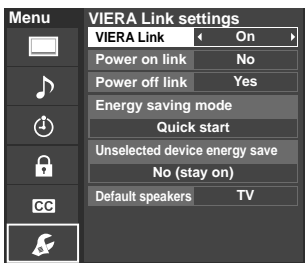 Menu
VIERA Link settings
VIERA Link On
Power on link No
Power off link Yes
Energy saving mode
Quick start
Unselected device energy save
No (stay on)
Default speakers TV
CC